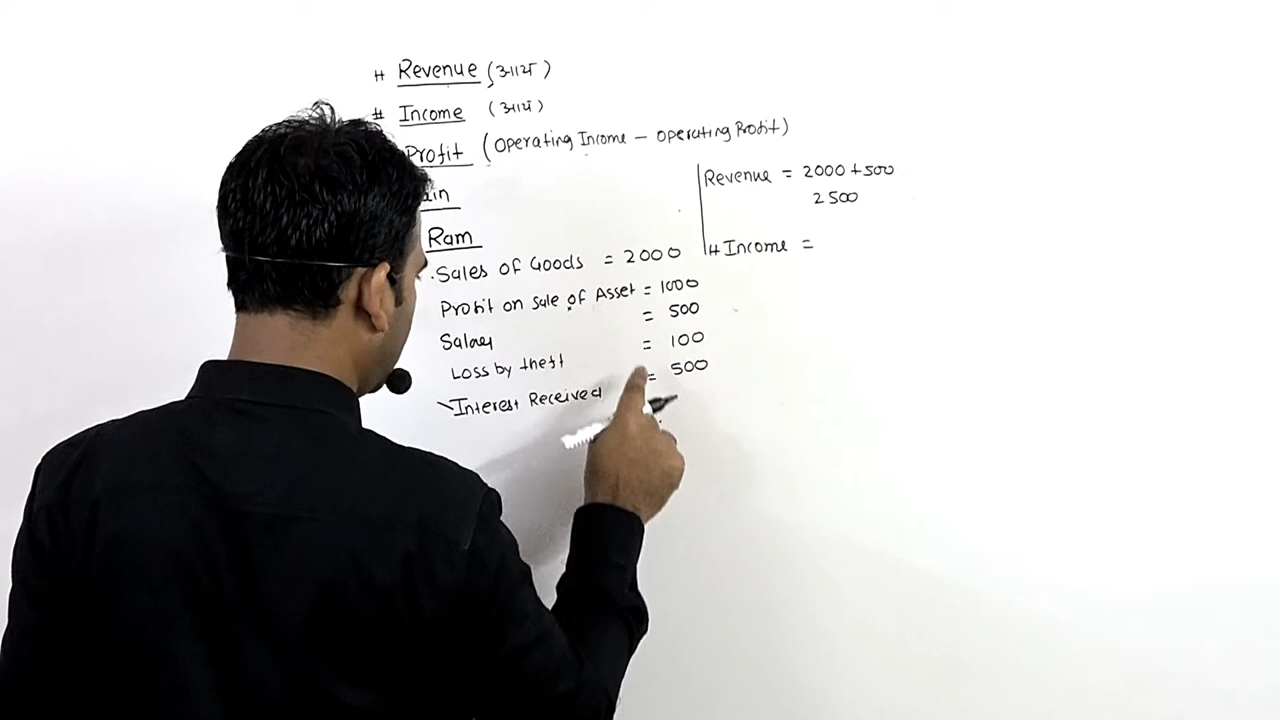 # Revenue (आय)
# Income (आय)
Profit (Operating Income – Operating Profit)
ain
Ram
Revenue = 2000 + 500
2500
# Income =
Sales of Goods = 2000
Profit on Sale of Asset = 1000
Salary = 500
Loss by theft = 100
Interest Received = 500